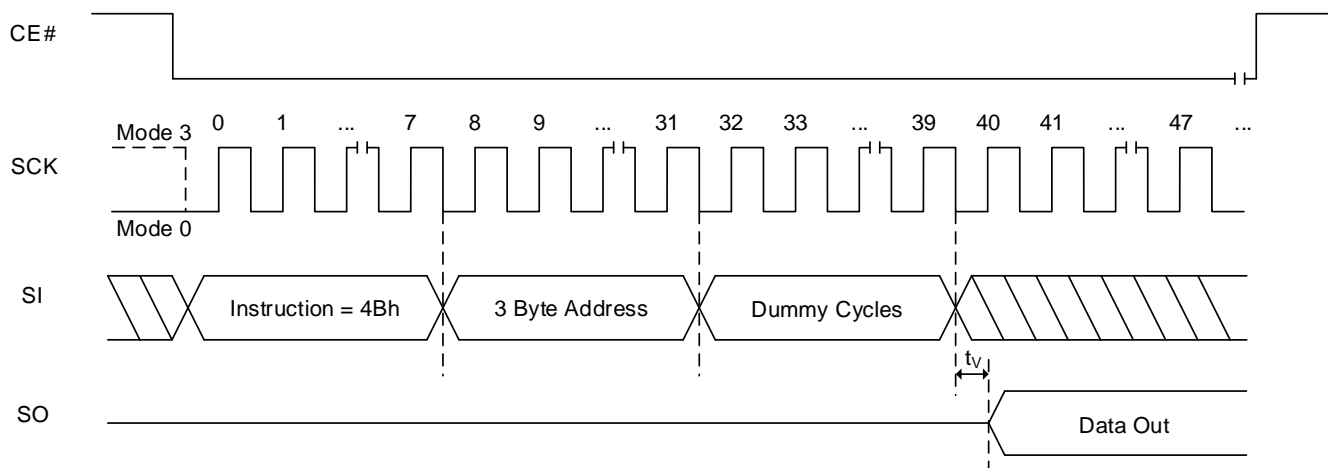 CE#
Mode 3 0 1 ... 7 8 9 ... 31 32 33 ... 39 40 41 ... 47 ...
SCK
Mode 0
SI Instruction = 4Bh 3 Byte Address Dummy Cycles
tV
SO Data Out